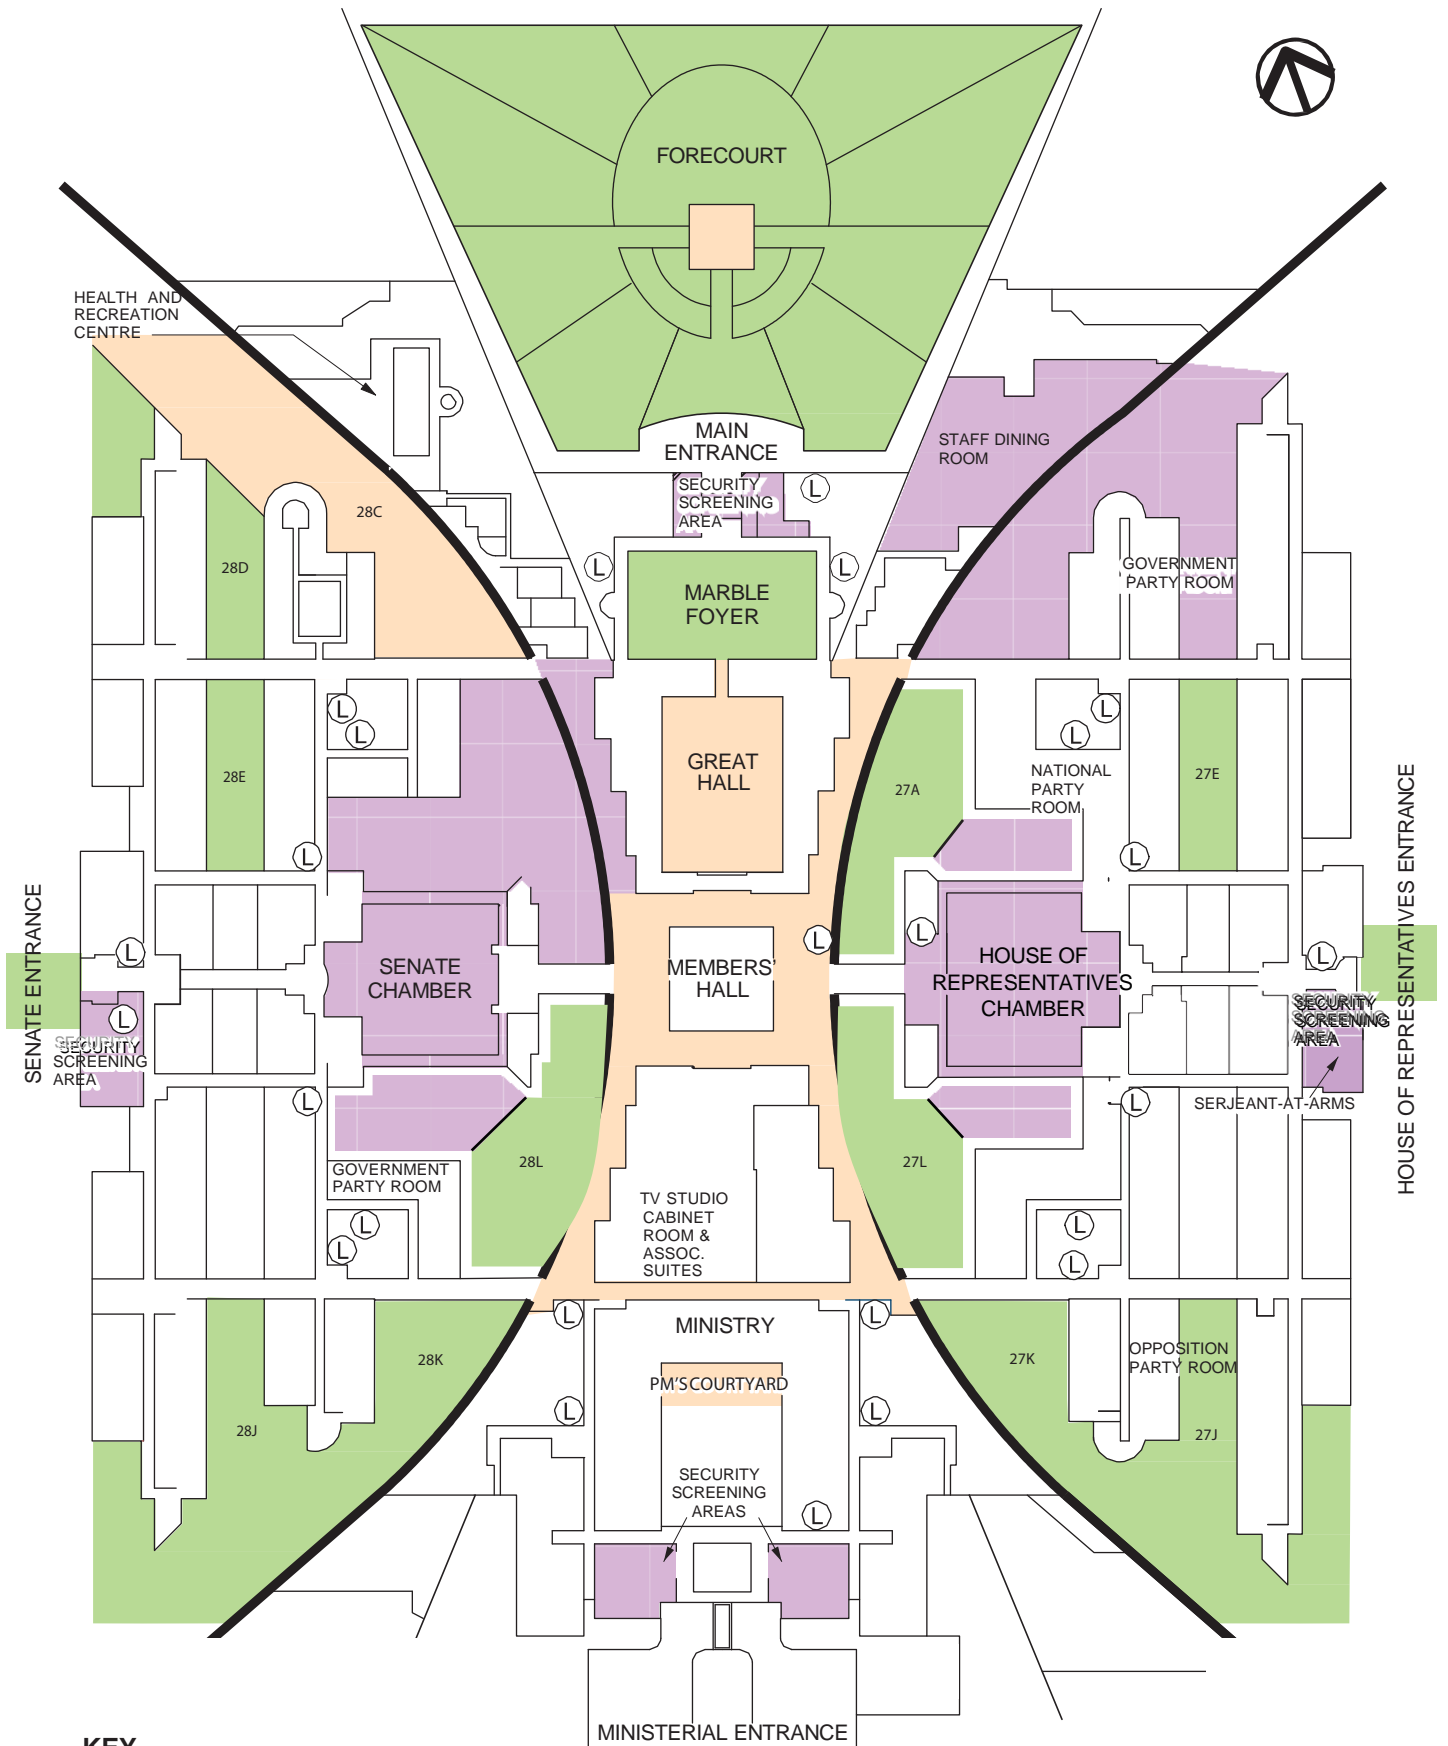 FORECOURT
HEALTH AND
RECREATION
CENTRE
MAIN
ENTRANCE
STAFF DINING
ROOM
SECURITY
SCREENING
AREA
L
28C
L
L
28D
MARBLE
FOYER
GOVERNMENT
PARTY ROOM
L
L
L
L
GREAT
HALL
28E
27A
NATIONAL
PARTY
ROOM
27E
L
L
SENATE ENTRANCE
HOUSE OF REPRESENTATIVES ENTRANCE
L
L
L
L
SENATE
CHAMBER
MEMBERS'
HALL
HOUSE OF
REPRESENTATIVES
CHAMBER
L
SECURITY
SCREENING
AREA
SECURITY
SCREENING
AREA
SERJEANT-AT-ARMS
L
L
28L
27L
GOVERNMENT
PARTY ROOM
TV STUDIO
CABINET
ROOM &
ASSOC.
SUITES
L
L
L
L
L
L
MINISTRY
28K
27K
OPPOSITION
PARTY ROOM
PM'S COURTYARD
L
L
28J
27J
SECURITY
SCREENING
AREAS
L
MINISTERIAL ENTRANCE
KEY